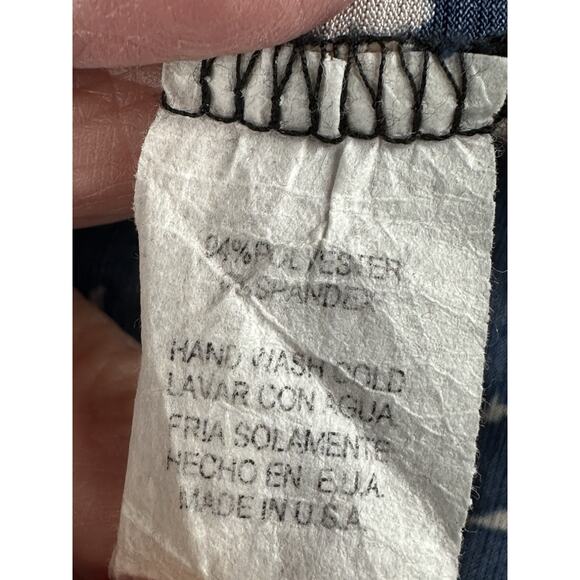 94% POLYESTER
SPANDEX
HAND WASH COLD
LAVAR CON AGUA
FRIA SOLAMENTE
HECHO EN E.U.A.
MADE IN U.S.A.